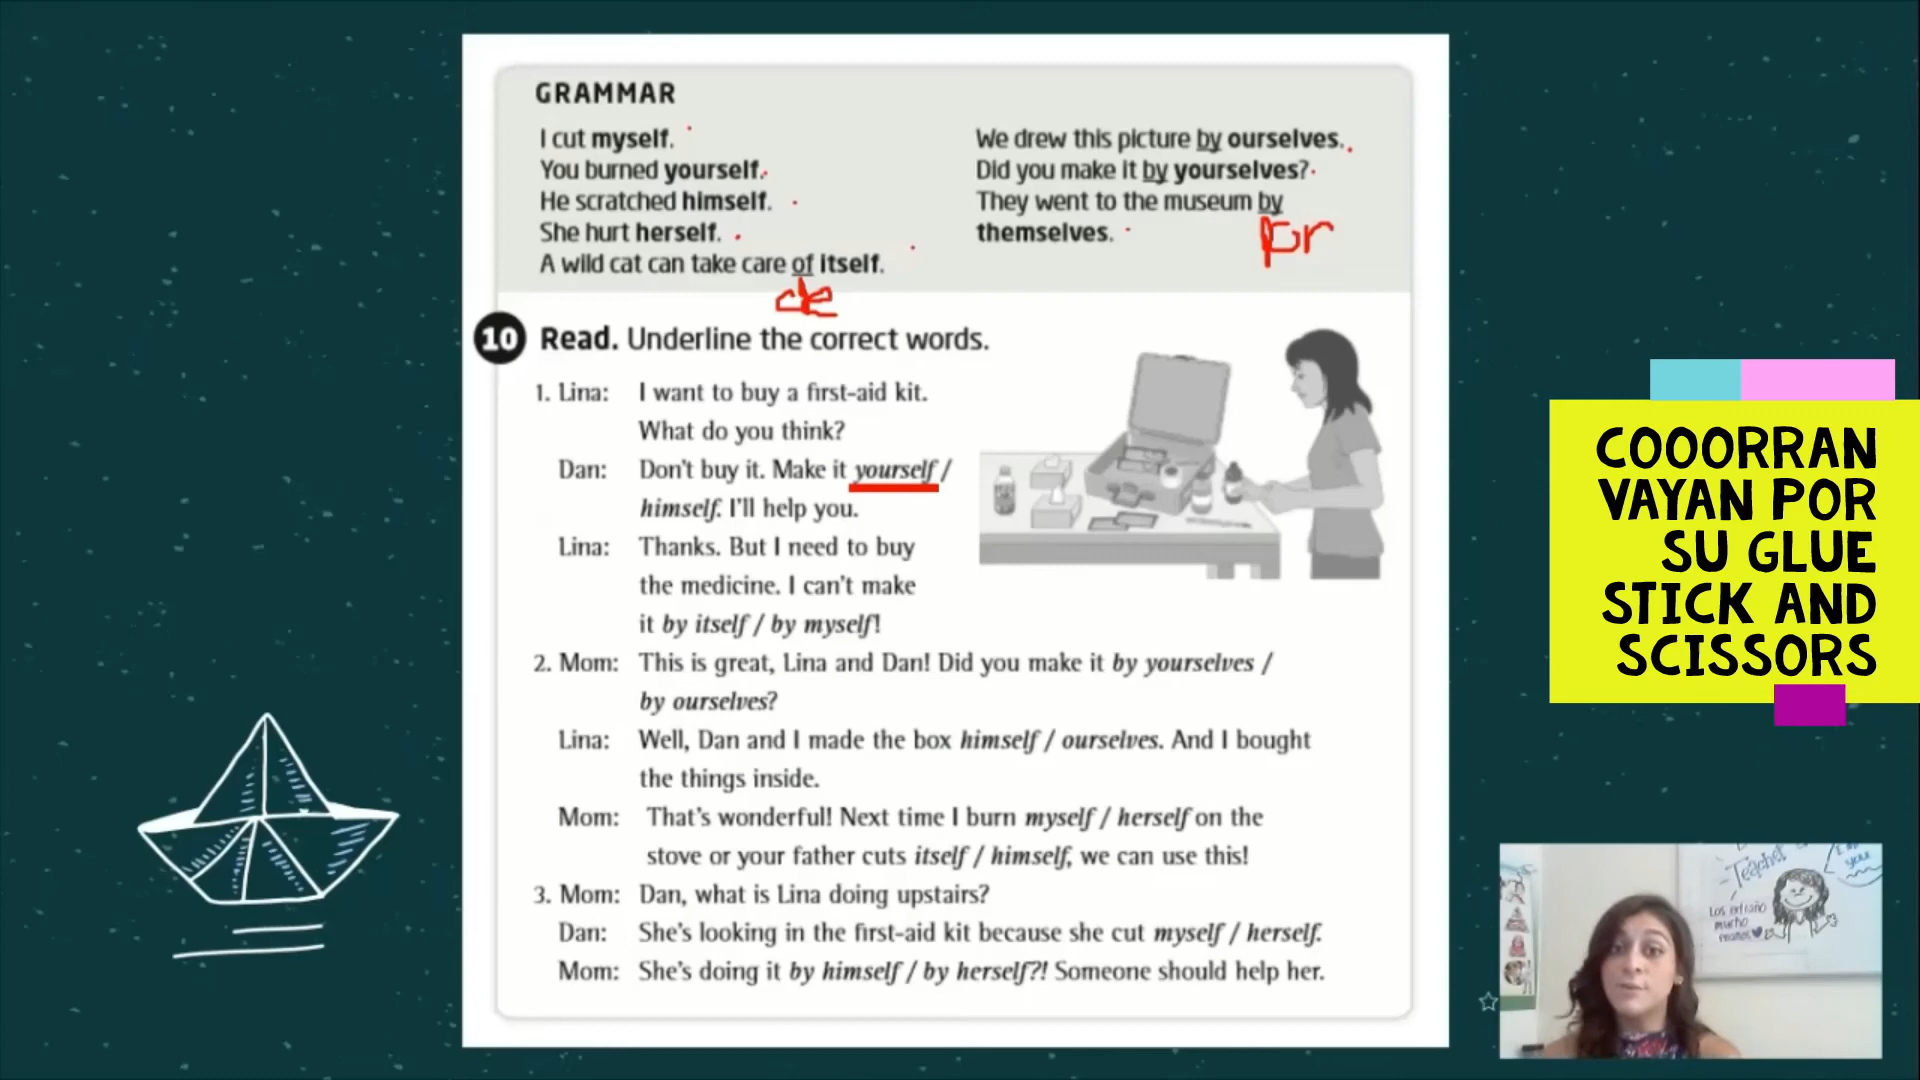 GRAMMAR
I cut myself.
You burned yourself.
He scratched himself.
She hurt herself.
A wild cat can take care of itself.
de
We drew this picture by ourselves.
Did you make it by yourselves?
They went to the museum by
themselves.
por
10 Read. Underline the correct words.
1. Lina: I want to buy a first-aid kit.
What do you think?
Dan: Don't buy it. Make it yourself /
himself. I'll help you.
Lina: Thanks. But I need to buy
the medicine. I can't make
it by itself / by myself!
2. Mom: This is great, Lina and Dan! Did you make it by yourselves /
by ourselves?
Lina: Well, Dan and I made the box himself / ourselves. And I bought
the things inside.
Mom: That's wonderful! Next time I burn myself / herself on the
stove or your father cuts itself / himself, we can use this!
3. Mom: Dan, what is Lina doing upstairs?
Dan: She's looking in the first-aid kit because she cut myself / herself.
Mom: She's doing it by himself / by herself?! Someone should help her.
COOORRAN
VAYAN POR
SU GLUE
STICK AND
SCISSORS
Teacher
you
Los extraño
mucho